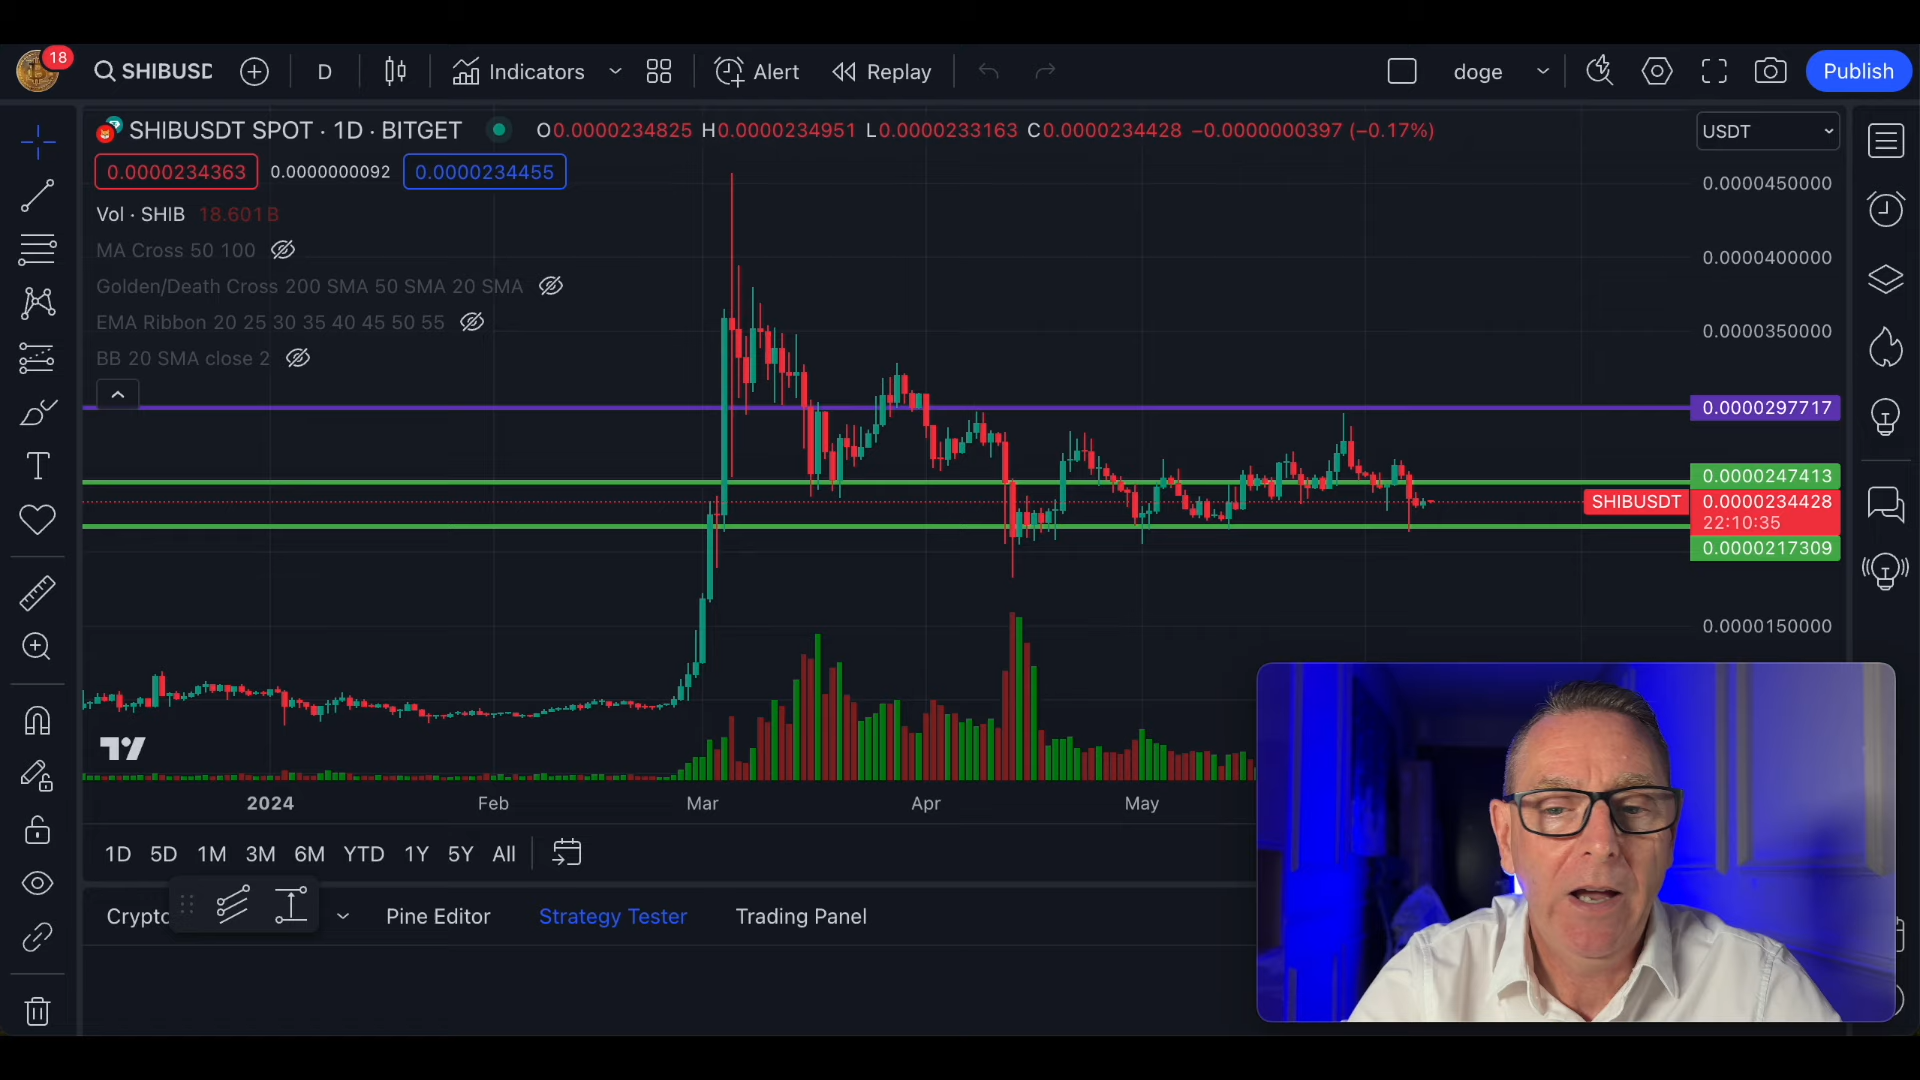 18
SHIBUSD
D
Indicators
Alert
Replay
doge
Publish
SHIBUSDT SPOT · 1D · BITGET
O0.0000234825 H0.0000234951 L0.0000233163 C0.0000234428 −0.0000000397 (−0.17%)
USDT
0.0000234363
0.0000000092
0.0000234455
Vol · SHIB 18.601B
MA Cross 50 100
Golden/Death Cross 200 SMA 50 SMA 20 SMA
EMA Ribbon 20 25 30 35 40 45 50 55
BB 20 SMA close 2
0.0000450000
0.0000400000
0.0000350000
0.0000297717
0.0000247413
SHIBUSDT
0.0000234428
22:10:35
0.0000217309
0.0000150000
2024 Feb Mar Apr May
1D 5D 1M 3M 6M YTD 1Y 5Y All
Crypto
Pine Editor
Strategy Tester
Trading Panel